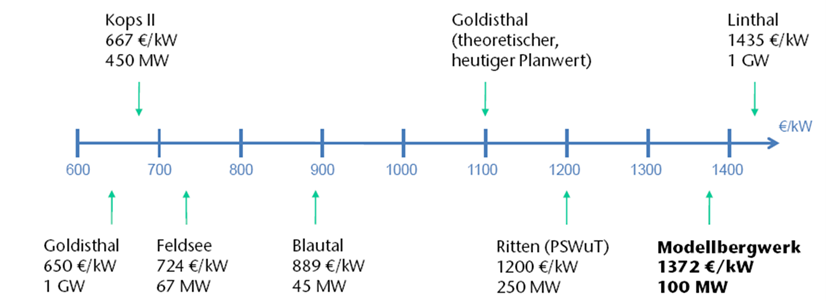 Kops II
667 €/kW
450 MW
Goldisthal
(theoretischer,
heutiger Planwert)
Linthal
1435 €/kW
1 GW
€/kW
600 700 800 900 1000 1100 1200 1300 1400
Goldisthal
650 €/kW
1 GW
Feldsee
724 €/kW
67 MW
Blautal
889 €/kW
45 MW
Ritten (PSWuT)
1200 €/kW
250 MW
Modellbergwerk
1372 €/kW
100 MW